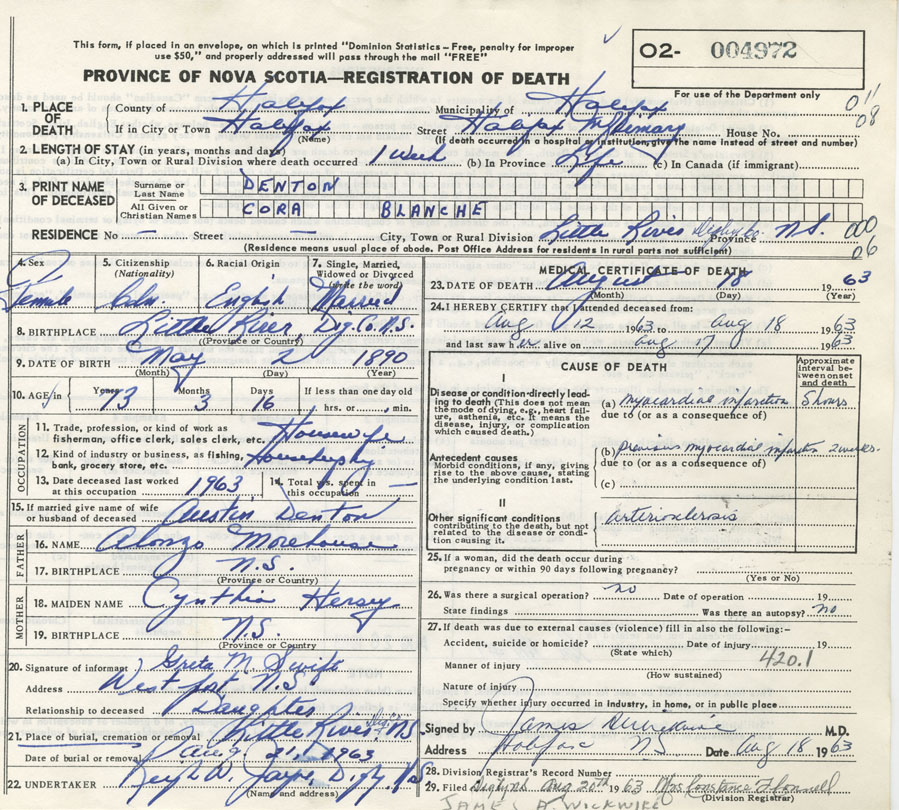 This form, if placed in an envelope, on which is printed "Dominion Statistics — Free, penalty for improper
use $50," and properly addressed will pass through the mail "FREE"
O2- 004972
PROVINCE OF NOVA SCOTIA—REGISTRATION OF DEATH
For use of the Department only
011
08
1. PLACE OF DEATH
County of Halifax Municipality of Halifax
If in City or Town Halifax Street Halifax Infirmary House No.
(Name) (If death occurred in a hospital or institution, give the name instead of street and number)
2. LENGTH OF STAY (in years, months and days)
(a) In City, Town or Rural Division where death occurred 1 Week (b) In Province Life (c) In Canada (if immigrant)
3. PRINT NAME OF DECEASED
Surname or Last Name DENTON
All Given or Christian Names CORA BLANCHE
RESIDENCE No — Street — City, Town or Rural Division Little River Digby Co. Province N.S. 000
06
(Residence means usual place of abode. Post Office Address for residents in rural parts not sufficient)
4. Sex Female
5. Citizenship (Nationality) Cdn.
6. Racial Origin English
7. Single, Married, Widowed or Divorced (write the word) Married
8. BIRTHPLACE Little River, Dig. Co. N.S.
(Province or Country)
9. DATE OF BIRTH May 2 1890
(Month) (Day) (Year)
10. AGE in Years 73 Months 3 Days 16 If less than one day old
hrs. or min.
OCCUPATION
11. Trade, profession, or kind of work as fisherman, office clerk, sales clerk, etc. Housewife
12. Kind of industry or business, as fishing, bank, grocery store, etc. Housekeeping
13. Date deceased last worked at this occupation 1963 14. Total yrs. spent in this occupation —
15. If married give name of wife or husband of deceased Austin Denton
FATHER
16. NAME Alonzo Morehouse
17. BIRTHPLACE N.S.
(Province or Country)
MOTHER
18. MAIDEN NAME Cynthia Hersey
19. BIRTHPLACE N.S.
(Province or Country)
20. Signature of informant Greta M. Swift
Address Westport N.S.
Relationship to deceased Daughter
21. Place of burial, cremation or removal Little River N.S.
Date of burial or removal Aug 21, 1963
22. UNDERTAKER W. N.S.
(Name and address)
MEDICAL CERTIFICATE OF DEATH
23. DATE OF DEATH August 18 1963
(Month) (Day) (Year)
24. I HEREBY CERTIFY that I attended deceased from:
Aug 12 1963 to Aug 18 1963
and last saw her alive on Aug 17 1963
CAUSE OF DEATH
Approximate interval between onset and death
I
Disease or condition directly leading to death (This does not mean the mode of dying, e.g., heart failure, asthenia, etc. It means the disease, injury, or complication which caused death.)
(a) myocardial infarction 5 hours
due to (or as a consequence of)
Antecedent causes
Morbid conditions, if any, giving rise to the above cause, stating the underlying condition last.
(b) Previous myocardial infarction 2 weeks.
due to (or as a consequence of)
(c)
II
Other significant conditions
contributing to the death, but not related to the disease or condition causing it.
arteriosclerosis
25. If a woman, did the death occur during
pregnancy or within 90 days following pregnancy?
(Yes or No)
26. Was there a surgical operation? no Date of operation 19
State findings Was there an autopsy? no
27. If death was due to external causes (violence) fill in also the following:—
Accident, suicide or homicide? Date of injury 19
(State which) 420.1
Manner of injury
(How sustained)
Nature of injury
Specify whether injury occurred in Industry, in home, or in public place
Signed by James M.D.
Address Halifax NS Date Aug 18 1963
28. Division Registrar's Record Number
29. Filed Aug 20th 1963 Mrs Constance
(Division Registrar)
JAMES A. WICKWIRE